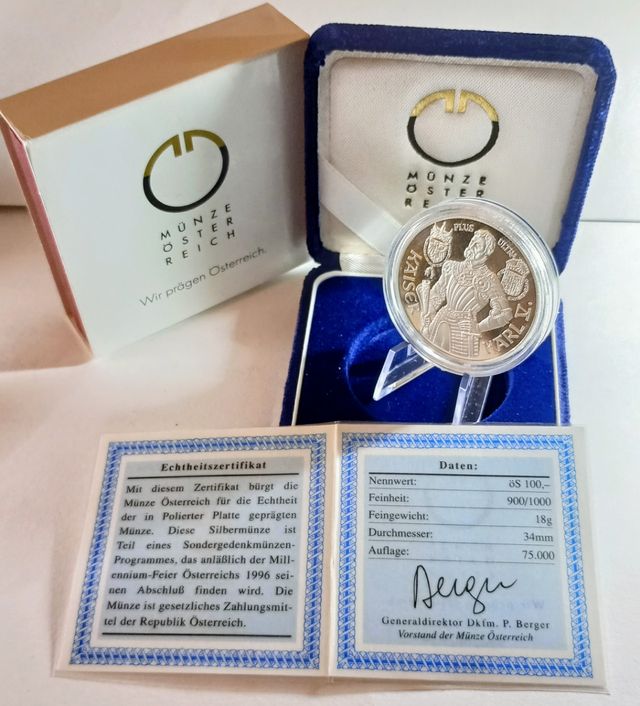 MÜNZE
ÖSTER
REICH
Wir prägen Österreich.
MÜNZE
ÖSTER
REICH
KAISER KARL V.
PLUS
ULTRA
Echtheitszertifikat
Mit diesem Zertifikat bürgt die
Münze Österreich für die Echtheit
der in Polierter Platte geprägten
Münze. Diese Silbermünze ist
Teil eines Sondergedenkmünzen-
Programmes, das anläßlich der Mill-
ennium-Feier Österreichs 1996 sei-
nen Abschluß finden wird. Die
Münze ist gesetzliches Zahlungsmit-
tel der Republik Österreich.
Daten:
Nennwert: öS 100,–
Feinheit: 900/1000
Feingewicht: 18g
Durchmesser: 34mm
Auflage: 75.000
Berger
Generaldirektor Dkfm. P. Berger
Vorstand der Münze Österreich